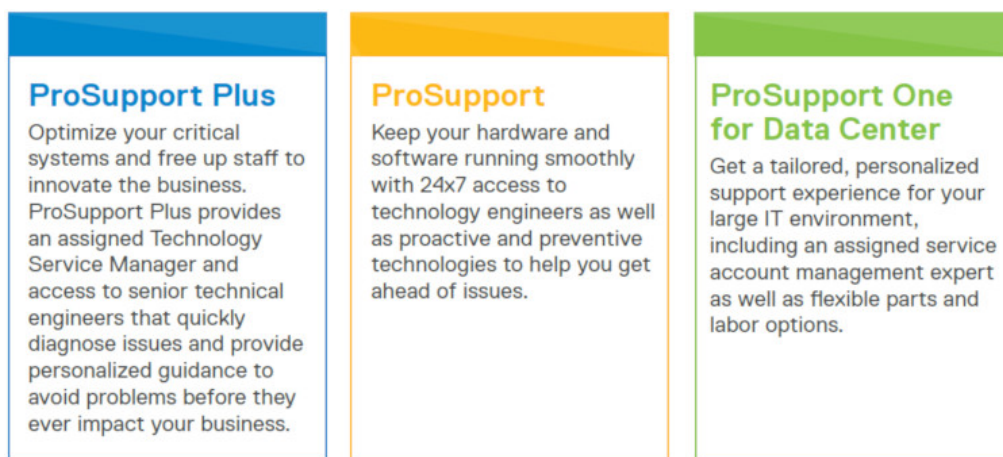 ProSupport Plus
Optimize your critical
systems and free up staff to
innovate the business.
ProSupport Plus provides
an assigned Technology
Service Manager and
access to senior technical
engineers that quickly
diagnose issues and provide
personalized guidance to
avoid problems before they
ever impact your business.
ProSupport
Keep your hardware and
software running smoothly
with 24x7 access to
technology engineers as well
as proactive and preventive
technologies to help you get
ahead of issues.
ProSupport One
for Data Center
Get a tailored, personalized
support experience for your
large IT environment,
including an assigned service
account management expert
as well as flexible parts and
labor options.